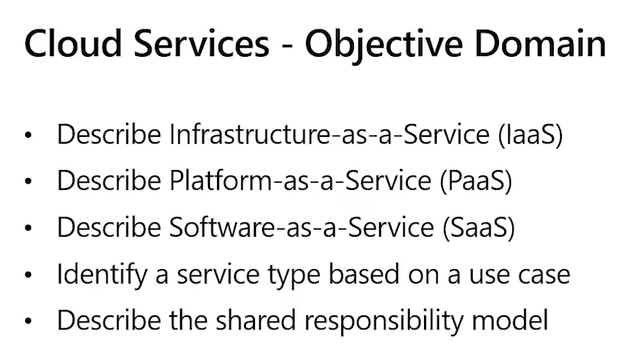 Cloud Services - Objective Domain
• Describe Infrastructure-as-a-Service (IaaS)
• Describe Platform-as-a-Service (PaaS)
• Describe Software-as-a-Service (SaaS)
• Identify a service type based on a use case
• Describe the shared responsibility model